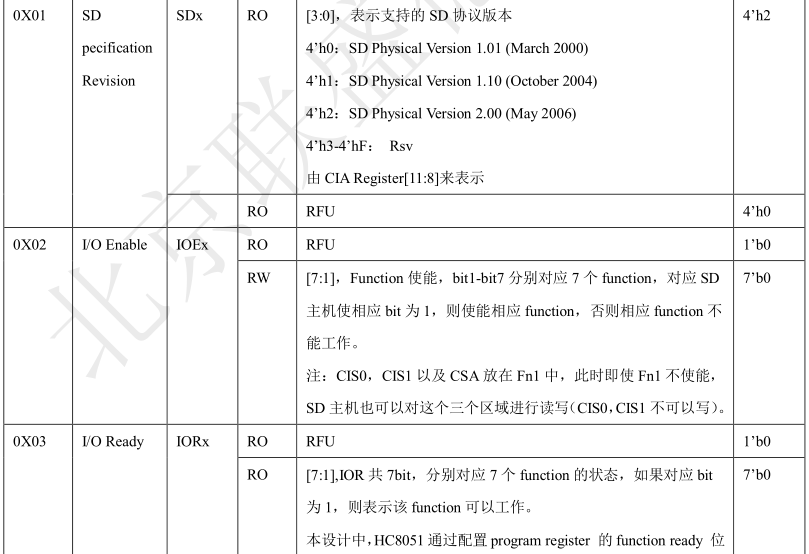 0X01 SD SDx RO [3:0]，表示支持的 SD 协议版本 4’h2
pecification 4’h0：SD Physical Version 1.01 (March 2000)
Revision 4’h1：SD Physical Version 1.10 (October 2004)
4’h2：SD Physical Version 2.00 (May 2006)
4’h3-4’hF： Rsv
由 CIA Register[11:8]来表示
RO RFU 4’h0
0X02 I/O Enable IOEx RO RFU 1’b0
RW [7:1]，Function 使能，bit1-bit7 分别对应 7 个 function，对应 SD 7’b0
主机使相应 bit 为 1，则使能相应 function，否则相应 function 不
能工作。
注：CIS0，CIS1 以及 CSA 放在 Fn1 中，此时即使 Fn1 不使能，
SD 主机也可以对这个三个区域进行读写（CIS0，CIS1 不可以写）。
0X03 I/O Ready IORx RO RFU 1’b0
RO [7:1],IOR 共 7bit，分别对应 7 个 function 的状态，如果对应 bit 7’b0
为 1，则表示该 function 可以工作。
本设计中，HC8051 通过配置 program register 的 function ready 位
北京联盛